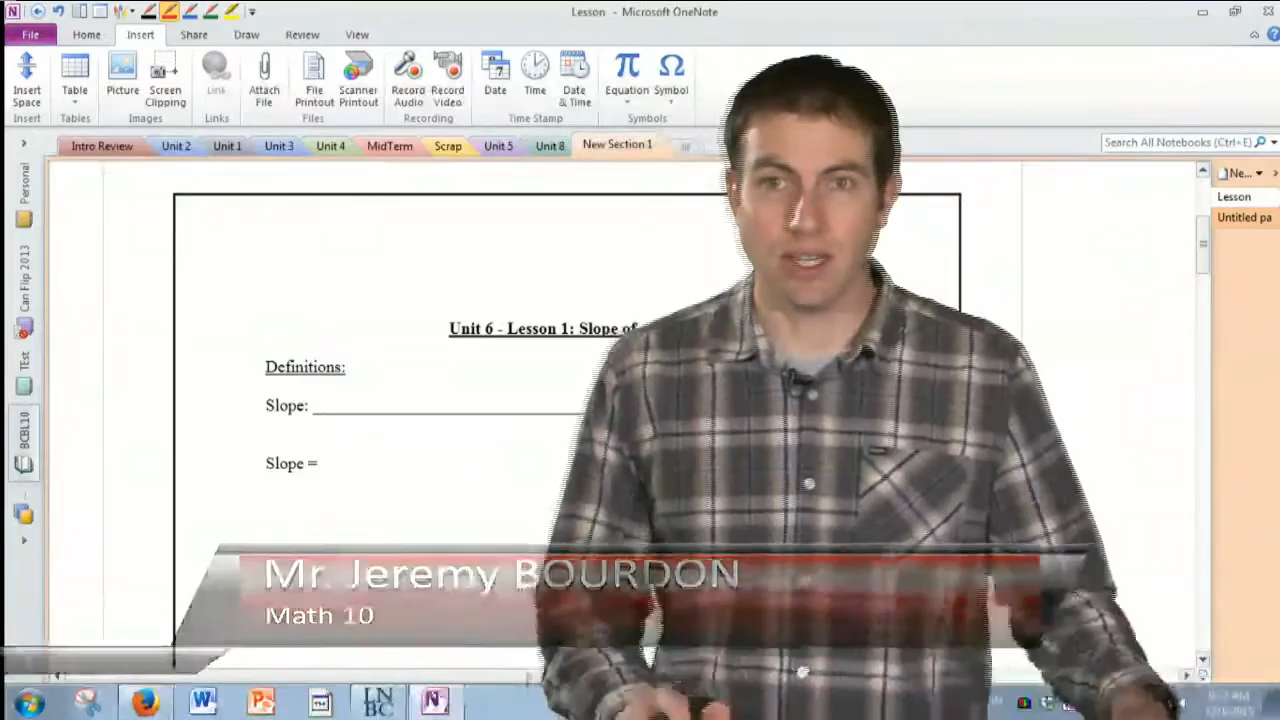 Lesson - Microsoft OneNote
File Home Insert Share Draw Review View
Insert Space
Table
Picture
Screen Clipping
Link
Attach File
File Printout
Scanner Printout
Record Audio
Record Video
Date
Time
Date & Time
Equation
Symbol
Insert Tables Images Links Files Recording Time Stamp Symbols
Intro Review Unit 2 Unit 1 Unit 3 Unit 4 MidTerm Scrap Unit 5 Unit 8 New Section 1
Search All Notebooks (Ctrl+E)
Ne...
Lesson
Untitled pa
Personal
Can Flip 2013
TEst
BCBL10
Unit 6 - Lesson 1: Slope of
Definitions:
Slope:
Slope =
Mr. Jeremy BOURDON
Math 10
LN
BC